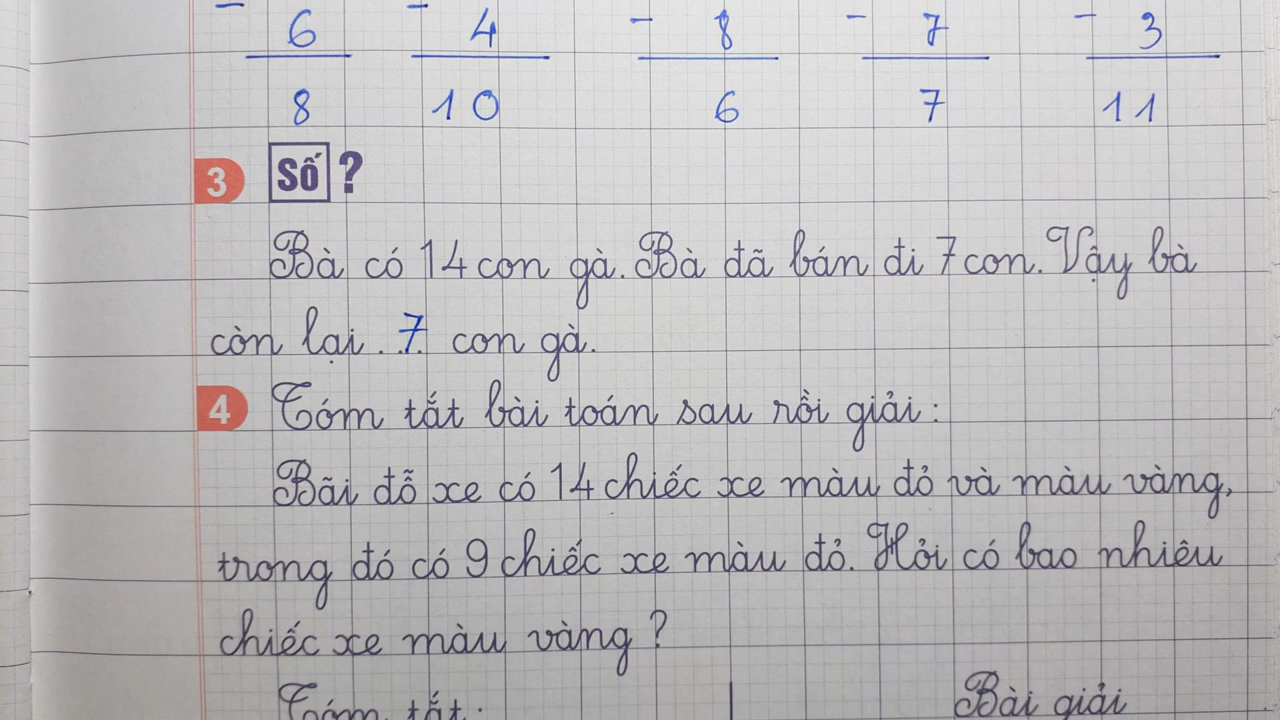 - 6 - 4 - 8 - 7 - 3
8 10 6 7 11
3 Số ?
Bà có 14 con gà. Bà đã bán đi 7 con. Vậy bà
còn lại . 7 . con gà.
4 Tóm tắt bài toán sau rồi giải :
Bãi đỗ xe có 14 chiếc xe màu đỏ và màu vàng,
trong đó có 9 chiếc xe màu đỏ. Hỏi có bao nhiêu
chiếc xe màu vàng ?
Tóm tắt : Bài giải